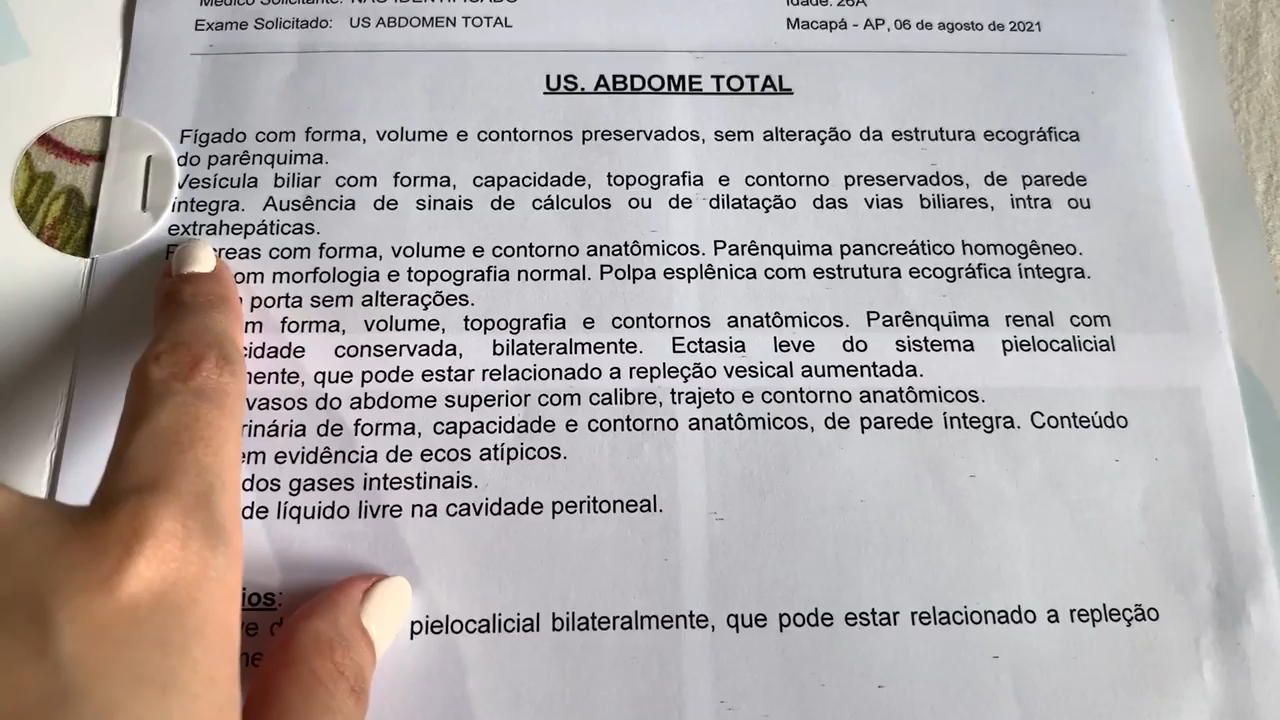 Médico Solicitante: NÃO IDENTIFICADO
Idade: 26A
Exame Solicitado: US ABDOMEN TOTAL
Macapá - AP, 06 de agosto de 2021
US. ABDOME TOTAL
Fígado com forma, volume e contornos preservados, sem alteração da estrutura ecográfica
do parênquima.
Vesícula biliar com forma, capacidade, topografia e contorno preservados, de parede
íntegra. Ausência de sinais de cálculos ou de dilatação das vias biliares, intra ou
extrahepáticas.
com forma, volume e contorno anatômicos. Parênquima pancreático homogêneo.
om morfologia e topografia normal. Polpa esplênica com estrutura ecográfica íntegra.
porta sem alterações.
m forma, volume, topografia e contornos anatômicos. Parênquima renal com
cidade conservada, bilateralmente. Ectasia leve do sistema pielocalicial
mente, que pode estar relacionado a repleção vesical aumentada.
vasos do abdome superior com calibre, trajeto e contorno anatômicos.
rinária de forma, capacidade e contorno anatômicos, de parede íntegra. Conteúdo
em evidência de ecos atípicos.
dos gases intestinais.
de líquido livre na cavidade peritoneal.
ios:
pielocalicial bilateralmente, que pode estar relacionado a repleção